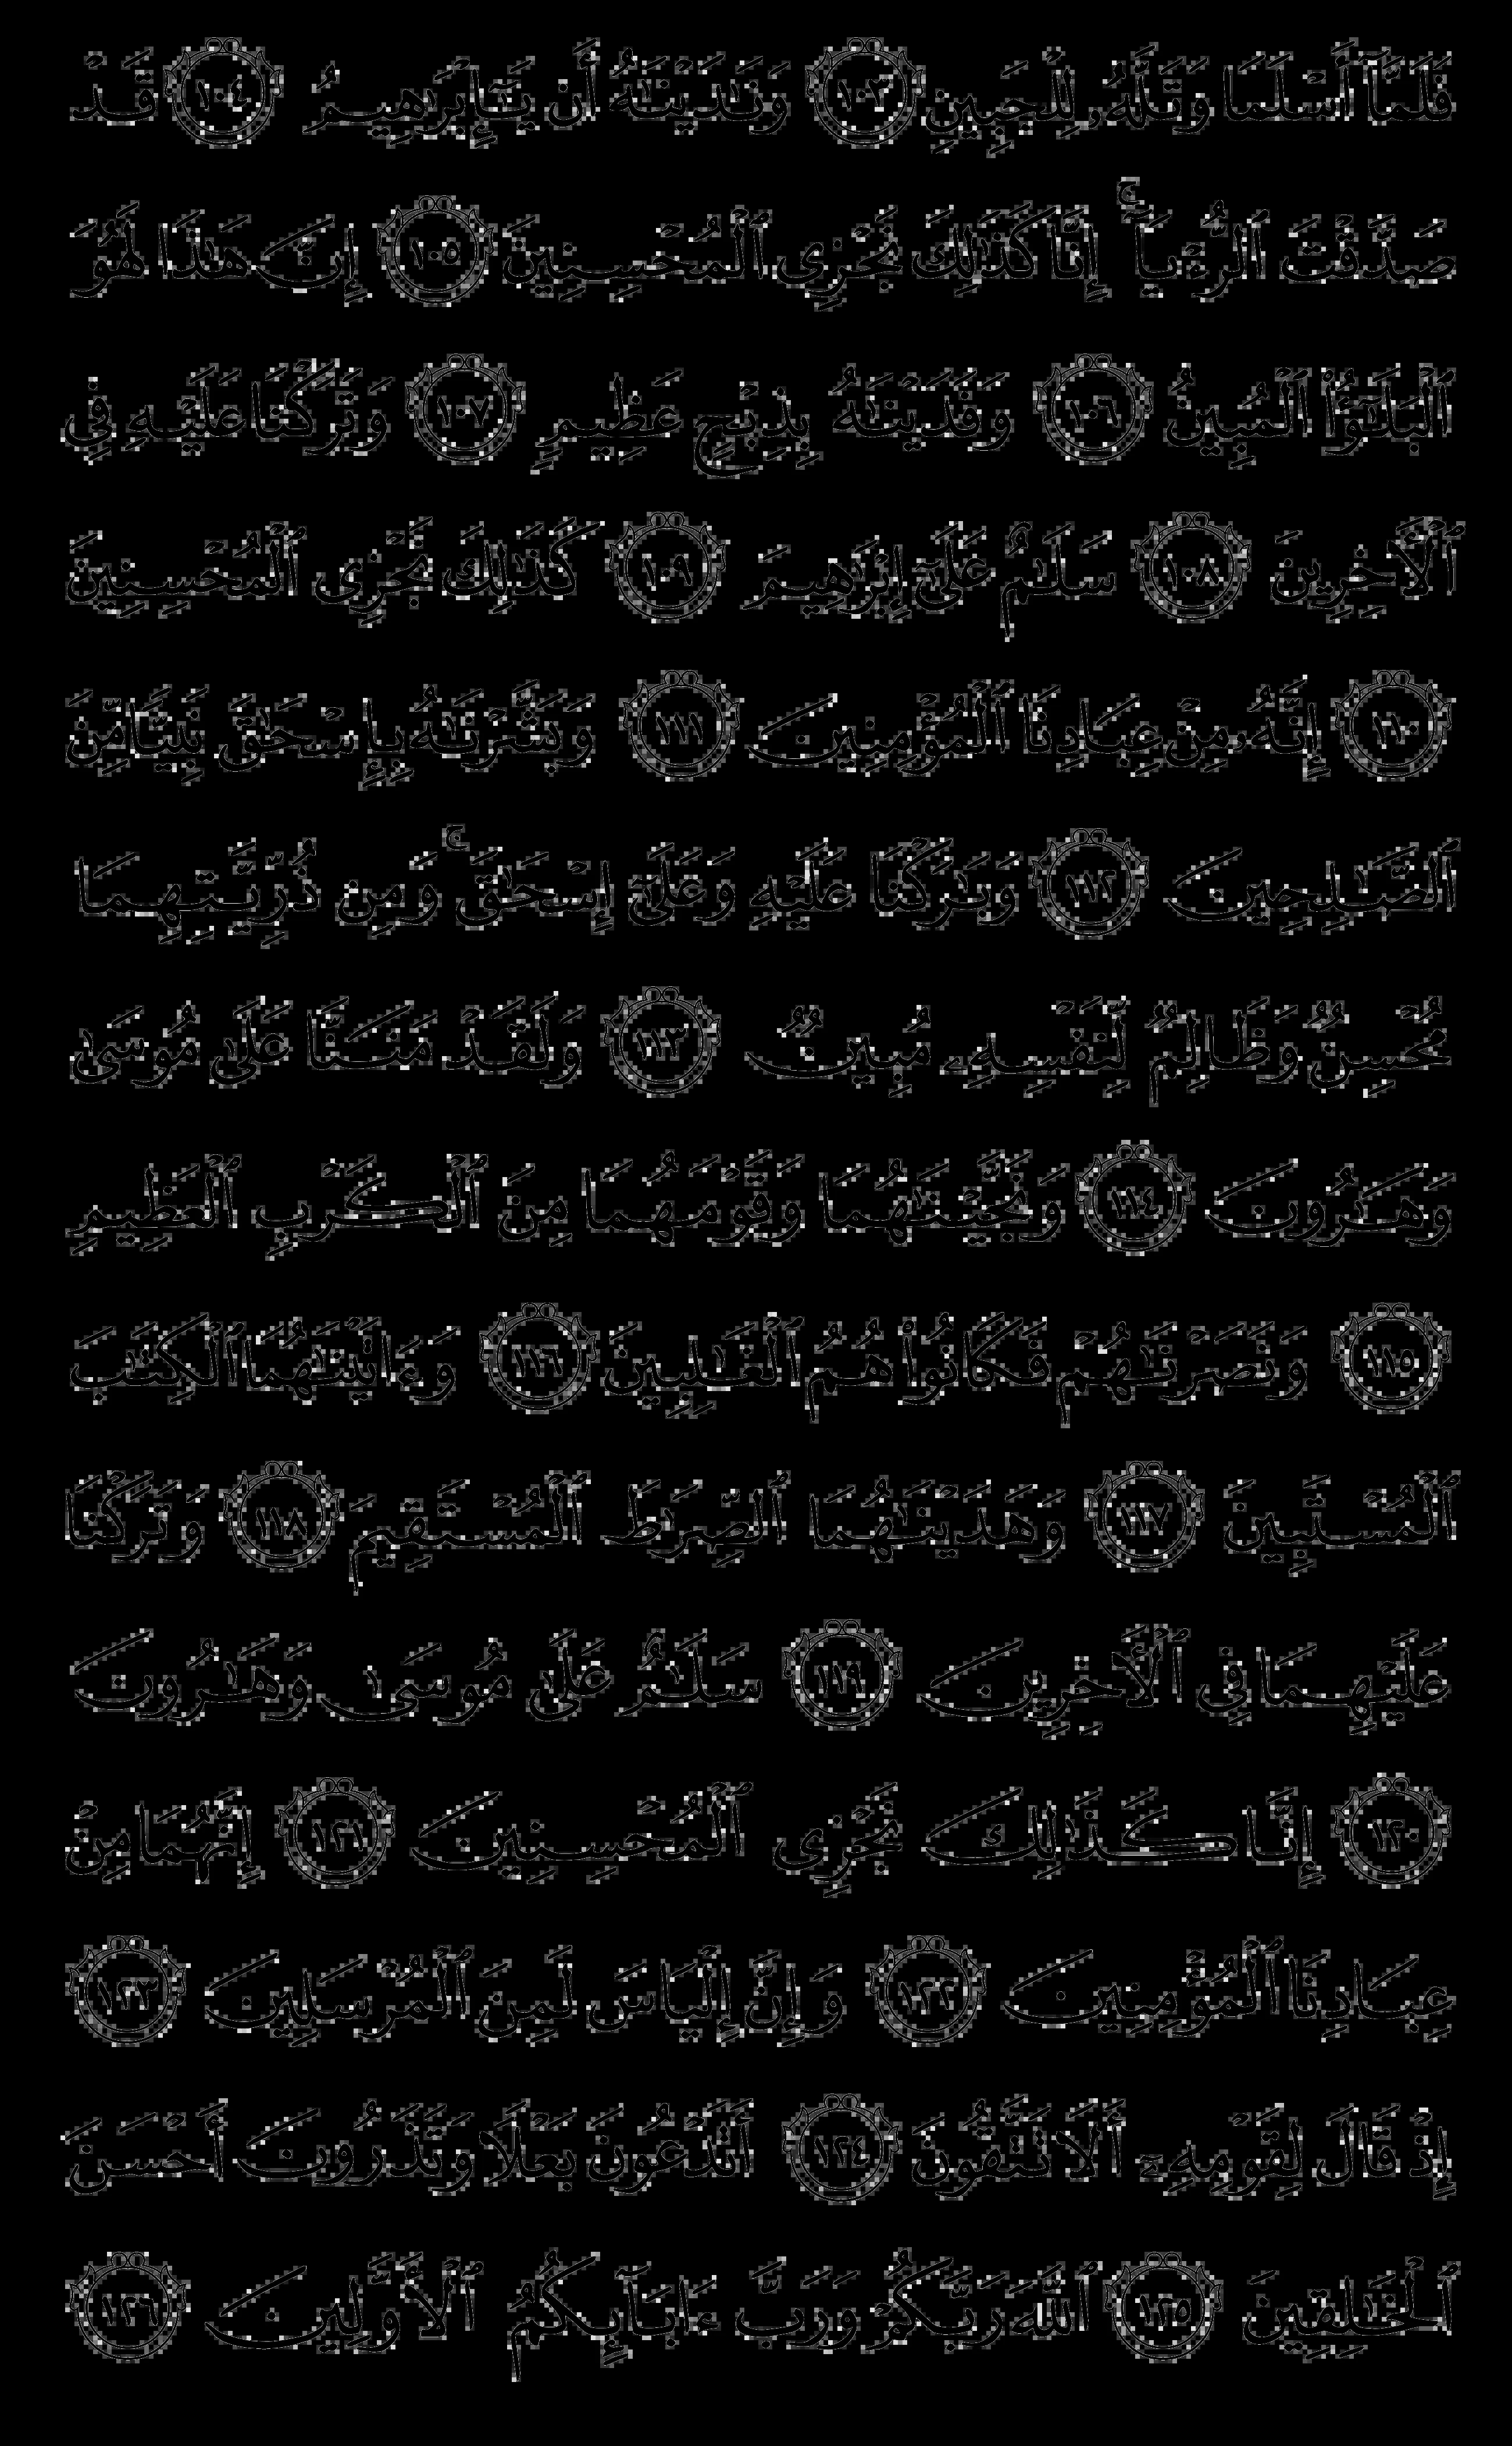 فَلَمَّآ أَسْلَمَا وَتَلَّهُۥ لِلْجَبِينِ ١٠٣ وَنَـٰدَيْنَـٰهُ أَن يَـٰٓإِبْرَٰهِيمُ ١٠٤ قَدْ
صَدَّقْتَ ٱلرُّءْيَآ ۚ إِنَّا كَذَٰلِكَ نَجْزِى ٱلْمُحْسِنِينَ ١٠٥ إِنَّ هَـٰذَا لَهُوَ
ٱلْبَلَـٰٓؤُا۟ ٱلْمُبِينُ ١٠٦ وَفَدَيْنَـٰهُ بِذِبْحٍ عَظِيمٍ ١٠٧ وَتَرَكْنَا عَلَيْهِ فِى
ٱلْـَٔاخِرِينَ ١٠٨ سَلَـٰمٌ عَلَىٰٓ إِبْرَٰهِيمَ ١٠٩ كَذَٰلِكَ نَجْزِى ٱلْمُحْسِنِينَ
١١٠ إِنَّهُۥ مِنْ عِبَادِنَا ٱلْمُؤْمِنِينَ ١١١ وَبَشَّرْنَـٰهُ بِإِسْحَـٰقَ نَبِيًّا مِّنَ
ٱلصَّـٰلِحِينَ ١١٢ وَبَـٰرَكْنَا عَلَيْهِ وَعَلَىٰٓ إِسْحَـٰقَ ۚ وَمِن ذُرِّيَّتِهِمَا
مُحْسِنٌ وَظَالِمٌ لِّنَفْسِهِۦ مُبِينٌ ١١٣ وَلَقَدْ مَنَنَّا عَلَىٰ مُوسَىٰ
وَهَـٰرُونَ ١١٤ وَنَجَّيْنَـٰهُمَا وَقَوْمَهُمَا مِنَ ٱلْكَرْبِ ٱلْعَظِيمِ
١١٥ وَنَصَرْنَـٰهُمْ فَكَانُوا۟ هُمُ ٱلْغَـٰلِبِينَ ١١٦ وَءَاتَيْنَـٰهُمَا ٱلْكِتَـٰبَ
ٱلْمُسْتَبِينَ ١١٧ وَهَدَيْنَـٰهُمَا ٱلصِّرَٰطَ ٱلْمُسْتَقِيمَ ١١٨ وَتَرَكْنَا
عَلَيْهِمَا فِى ٱلْـَٔاخِرِينَ ١١٩ سَلَـٰمٌ عَلَىٰ مُوسَىٰ وَهَـٰرُونَ
١٢٠ إِنَّا كَذَٰلِكَ نَجْزِى ٱلْمُحْسِنِينَ ١٢١ إِنَّهُمَا مِنْ
عِبَادِنَا ٱلْمُؤْمِنِينَ ١٢٢ وَإِنَّ إِلْيَاسَ لَمِنَ ٱلْمُرْسَلِينَ ١٢٣
إِذْ قَالَ لِقَوْمِهِۦٓ أَلَا تَتَّقُونَ ١٢٤ أَتَدْعُونَ بَعْلًا وَتَذَرُونَ أَحْسَنَ
ٱلْخَـٰلِقِينَ ١٢٥ ٱللَّهَ رَبَّكُمْ وَرَبَّ ءَابَآئِكُمُ ٱلْأَوَّلِينَ ١٢٦